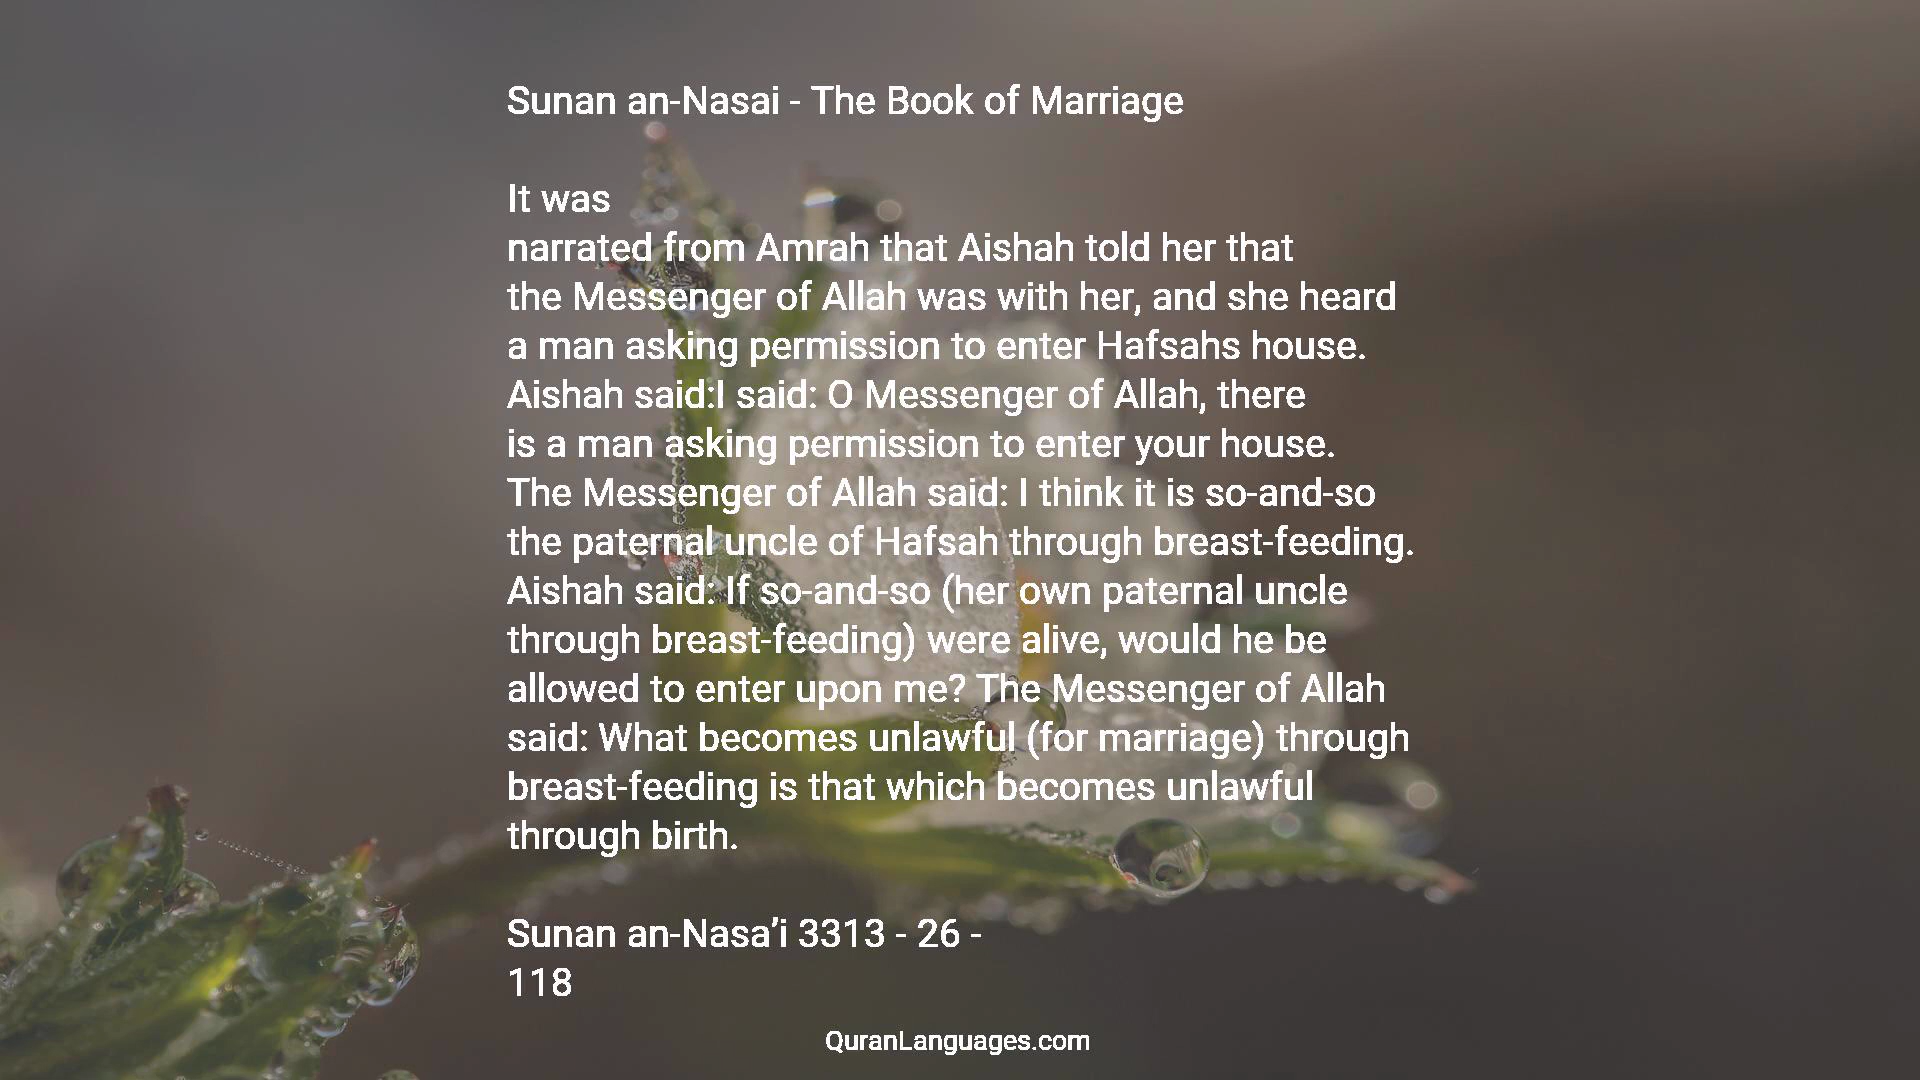 Sunan an-Nasai - The Book of Marriage
It was
narrated from Amrah that Aishah told her that
the Messenger of Allah was with her, and she heard
a man asking permission to enter Hafsahs house.
Aishah said:I said: O Messenger of Allah, there
is a man asking permission to enter your house.
The Messenger of Allah said: I think it is so-and-so
the paternal uncle of Hafsah through breast-feeding.
Aishah said: If so-and-so (her own paternal uncle
through breast-feeding) were alive, would he be
allowed to enter upon me? The Messenger of Allah
said: What becomes unlawful (for marriage) through
breast-feeding is that which becomes unlawful
through birth.
Sunan an-Nasa’i 3313 - 26 -
118
QuranLanguages.com